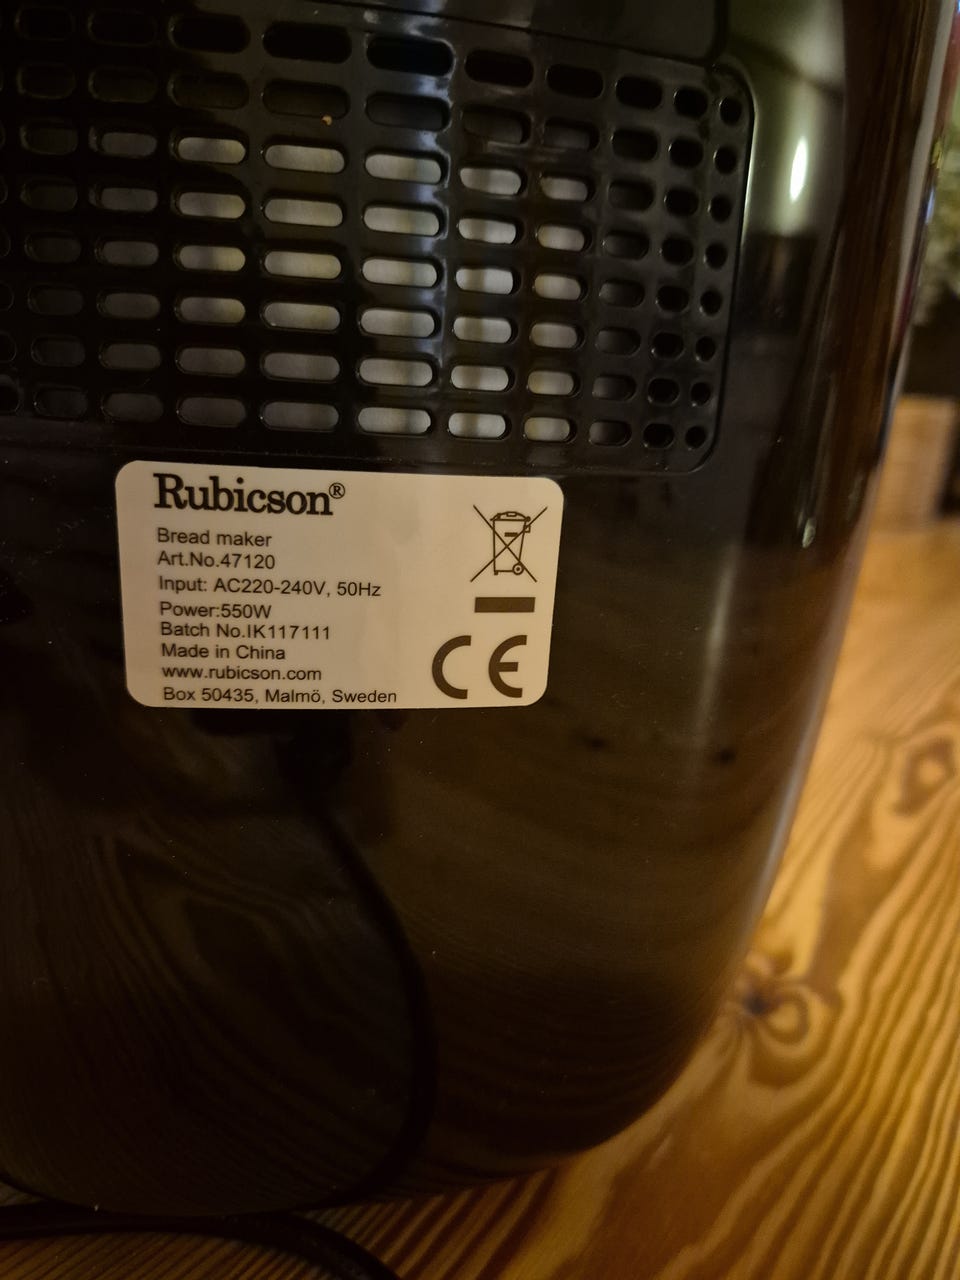 Rubicson®
Bread maker
Art.No.47120
Input: AC220-240V, 50Hz
Power:550W
Batch No.IK117111
Made in China
www.rubicson.com
Box 50435, Malmö, Sweden
CE